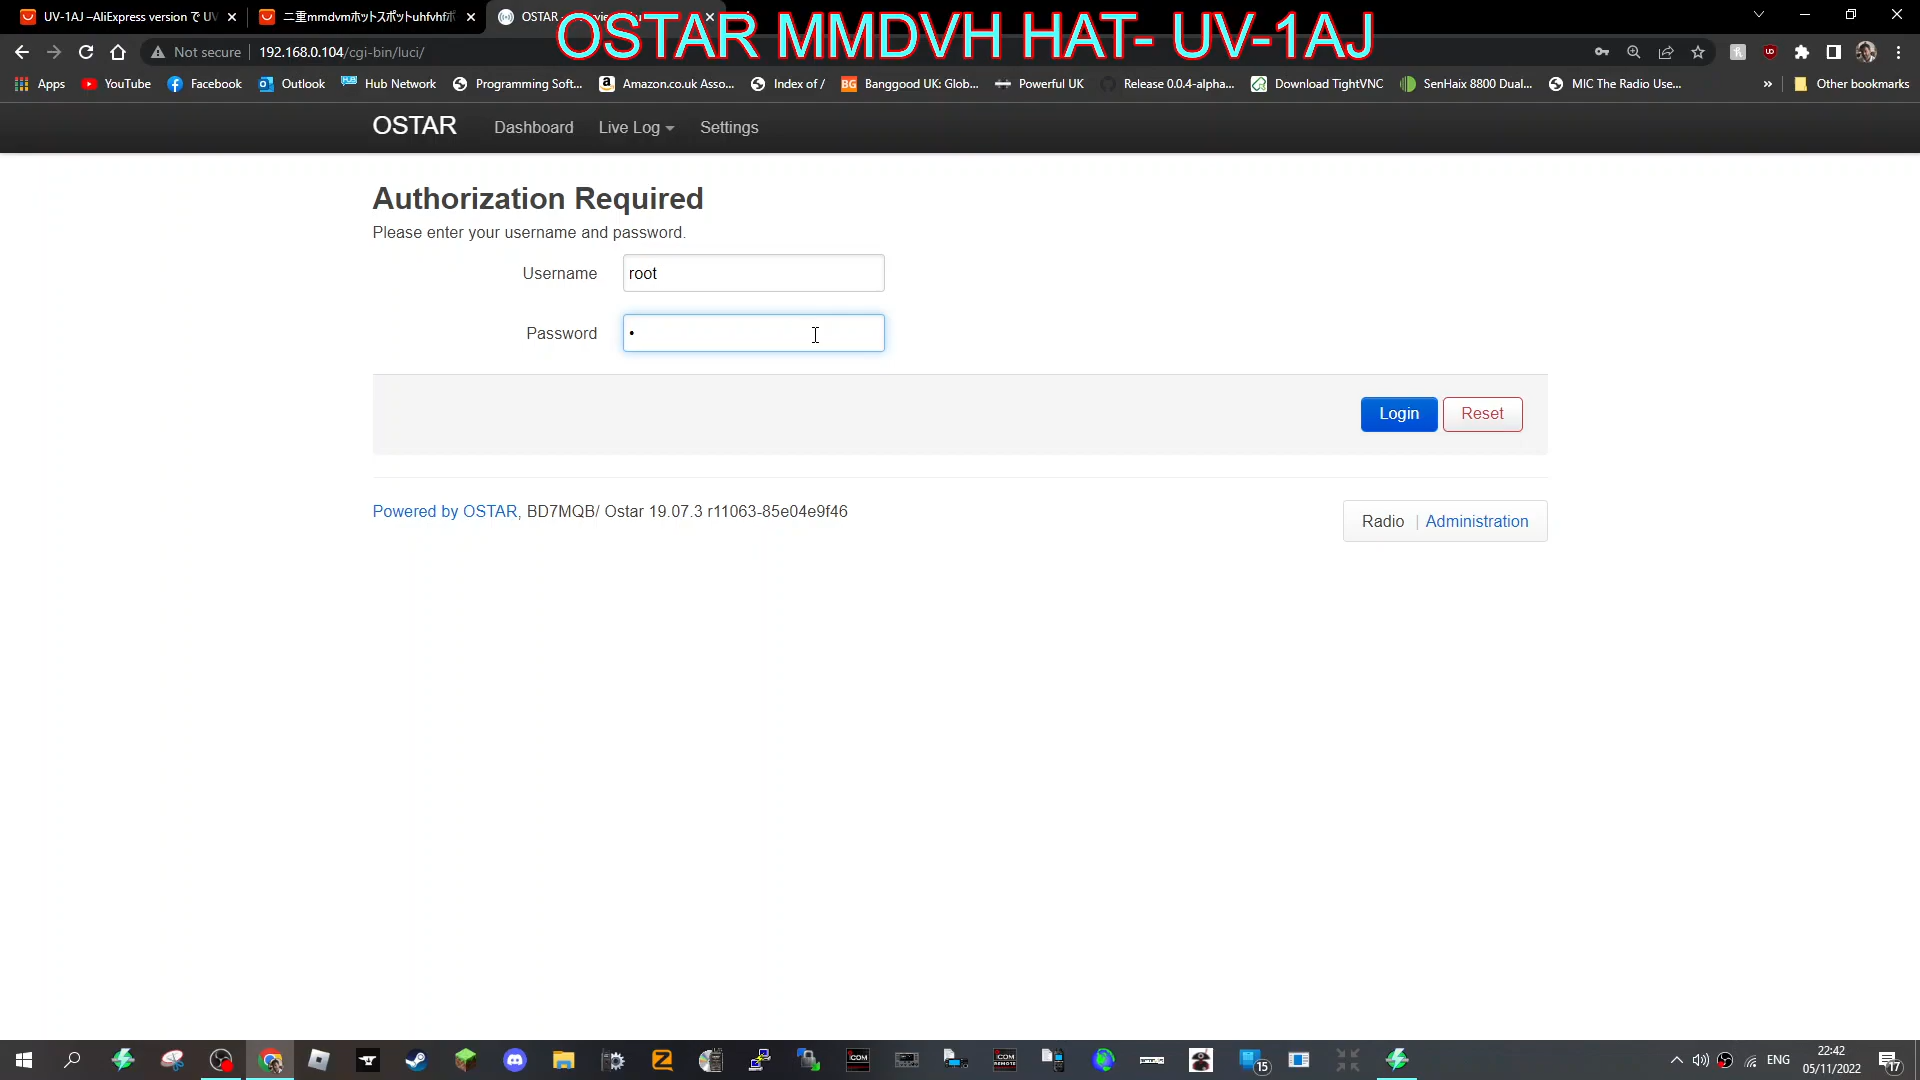 UV-1AJ –AliExpress version で UV
二重mmdvmホットスポットuhfvhfポ
OSTAR -
OSTAR MMDVH HAT- UV-1AJ
Not secure
192.168.0.104/cgi-bin/luci/
Apps
YouTube
Facebook
Outlook
HUB
Hub Network
Programming Soft...
Amazon.co.uk Asso...
Index of /
BG
Banggood UK: Glob...
Powerful UK
Release 0.0.4-alpha...
Download TightVNC
SenHaix 8800 Dual...
MIC The Radio Use...
»
Other bookmarks
OSTAR
Dashboard
Live Log
Settings
Authorization Required
Please enter your username and password.
Username
root
Password
•
Login
Reset
Powered by OSTAR, BD7MQB/ Ostar 19.07.3 r11063-85e04e9f46
Radio | Administration
15
ENG
22:42
05/11/2022
17